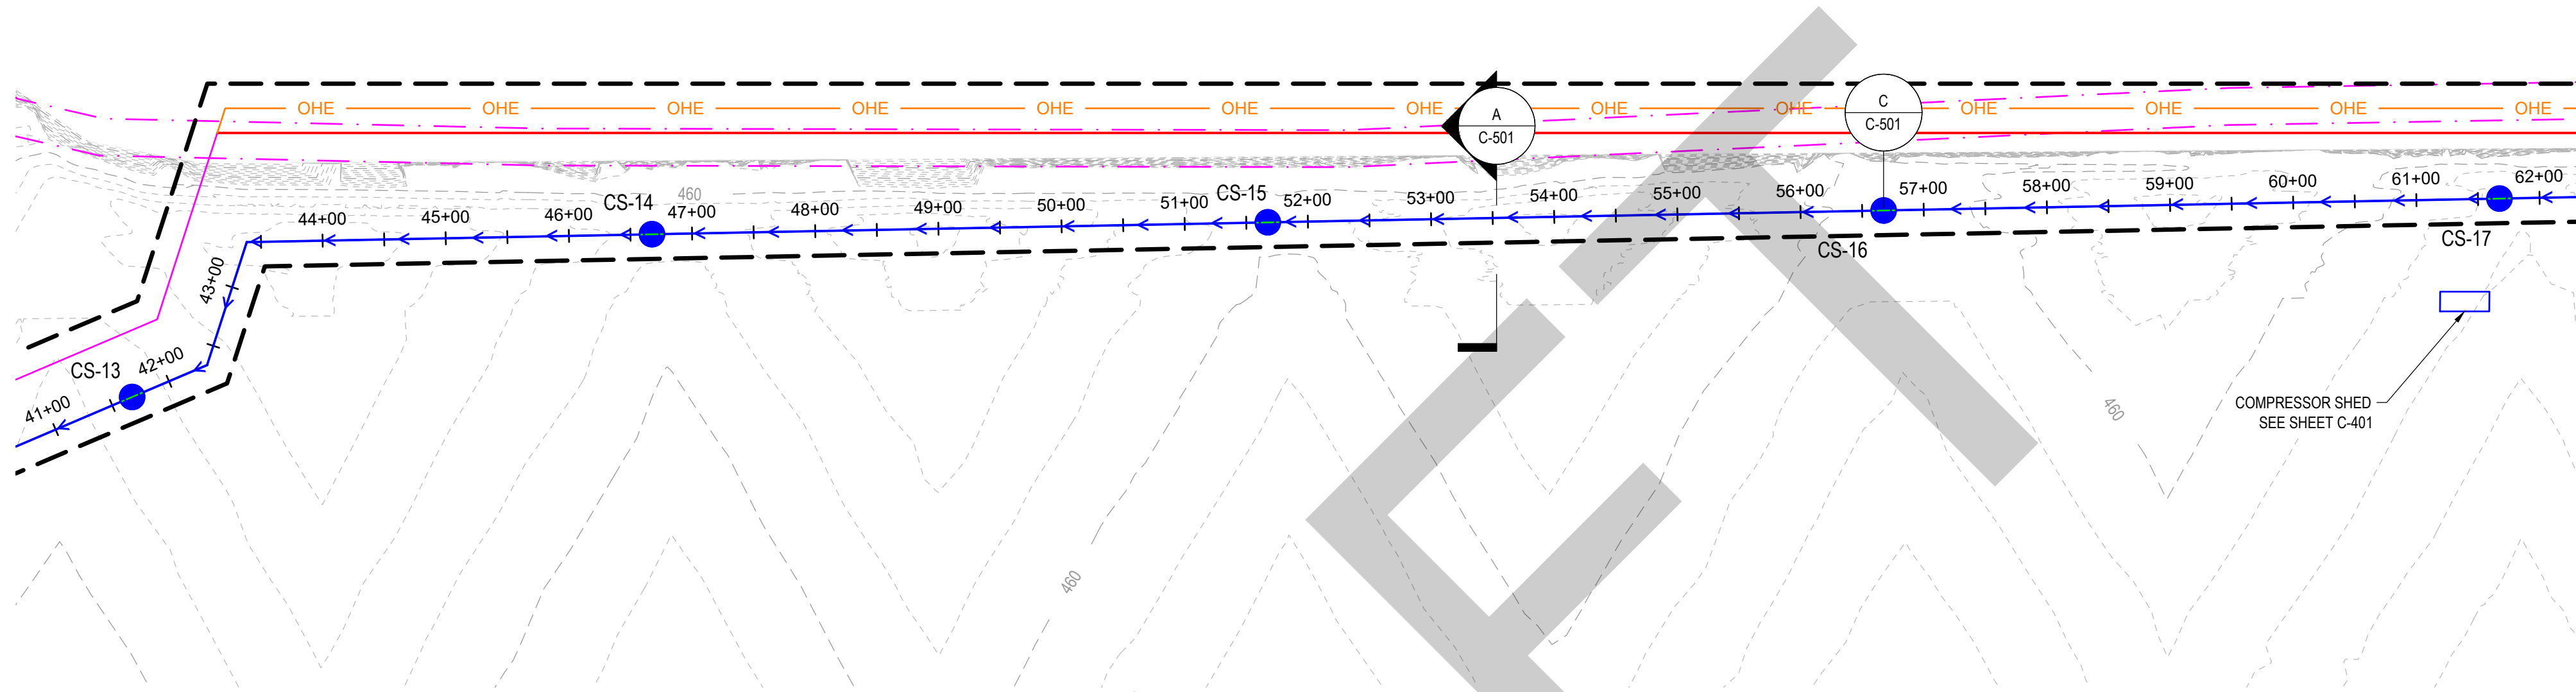 OHE OHE OHE OHE OHE OHE OHE OHE OHE OHE OHE OHE OHE
A
C-501
C
C-501
CS-14
460
CS-15
CS-16
CS-17
44+00 45+00 46+00 47+00 48+00 49+00 50+00 51+00 52+00 53+00 54+00 55+00 56+00 57+00 58+00 59+00 60+00 61+00 62+00
43+00
42+00
CS-13
41+00
460
460
COMPRESSOR SHED
SEE SHEET C-401